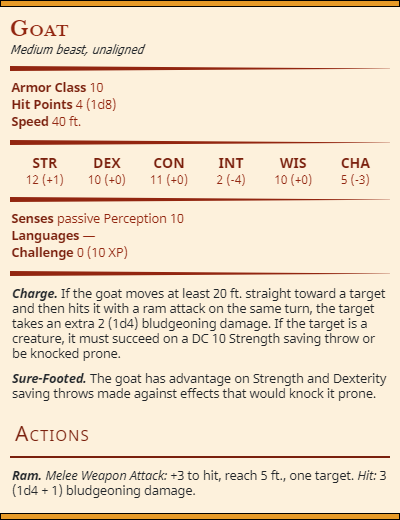 GOAT
Medium beast, unaligned
Armor Class 10
Hit Points 4 (1d8)
Speed 40 ft.
STR DEX CON INT WIS CHA
12 (+1) 10 (+0) 11 (+0) 2 (-4) 10 (+0) 5 (-3)
Senses passive Perception 10
Languages —
Challenge 0 (10 XP)
Charge. If the goat moves at least 20 ft. straight toward a target
and then hits it with a ram attack on the same turn, the target
takes an extra 2 (1d4) bludgeoning damage. If the target is a
creature, it must succeed on a DC 10 Strength saving throw or
be knocked prone.
Sure-Footed. The goat has advantage on Strength and Dexterity
saving throws made against effects that would knock it prone.
ACTIONS
Ram. Melee Weapon Attack: +3 to hit, reach 5 ft., one target. Hit: 3
(1d4 + 1) bludgeoning damage.